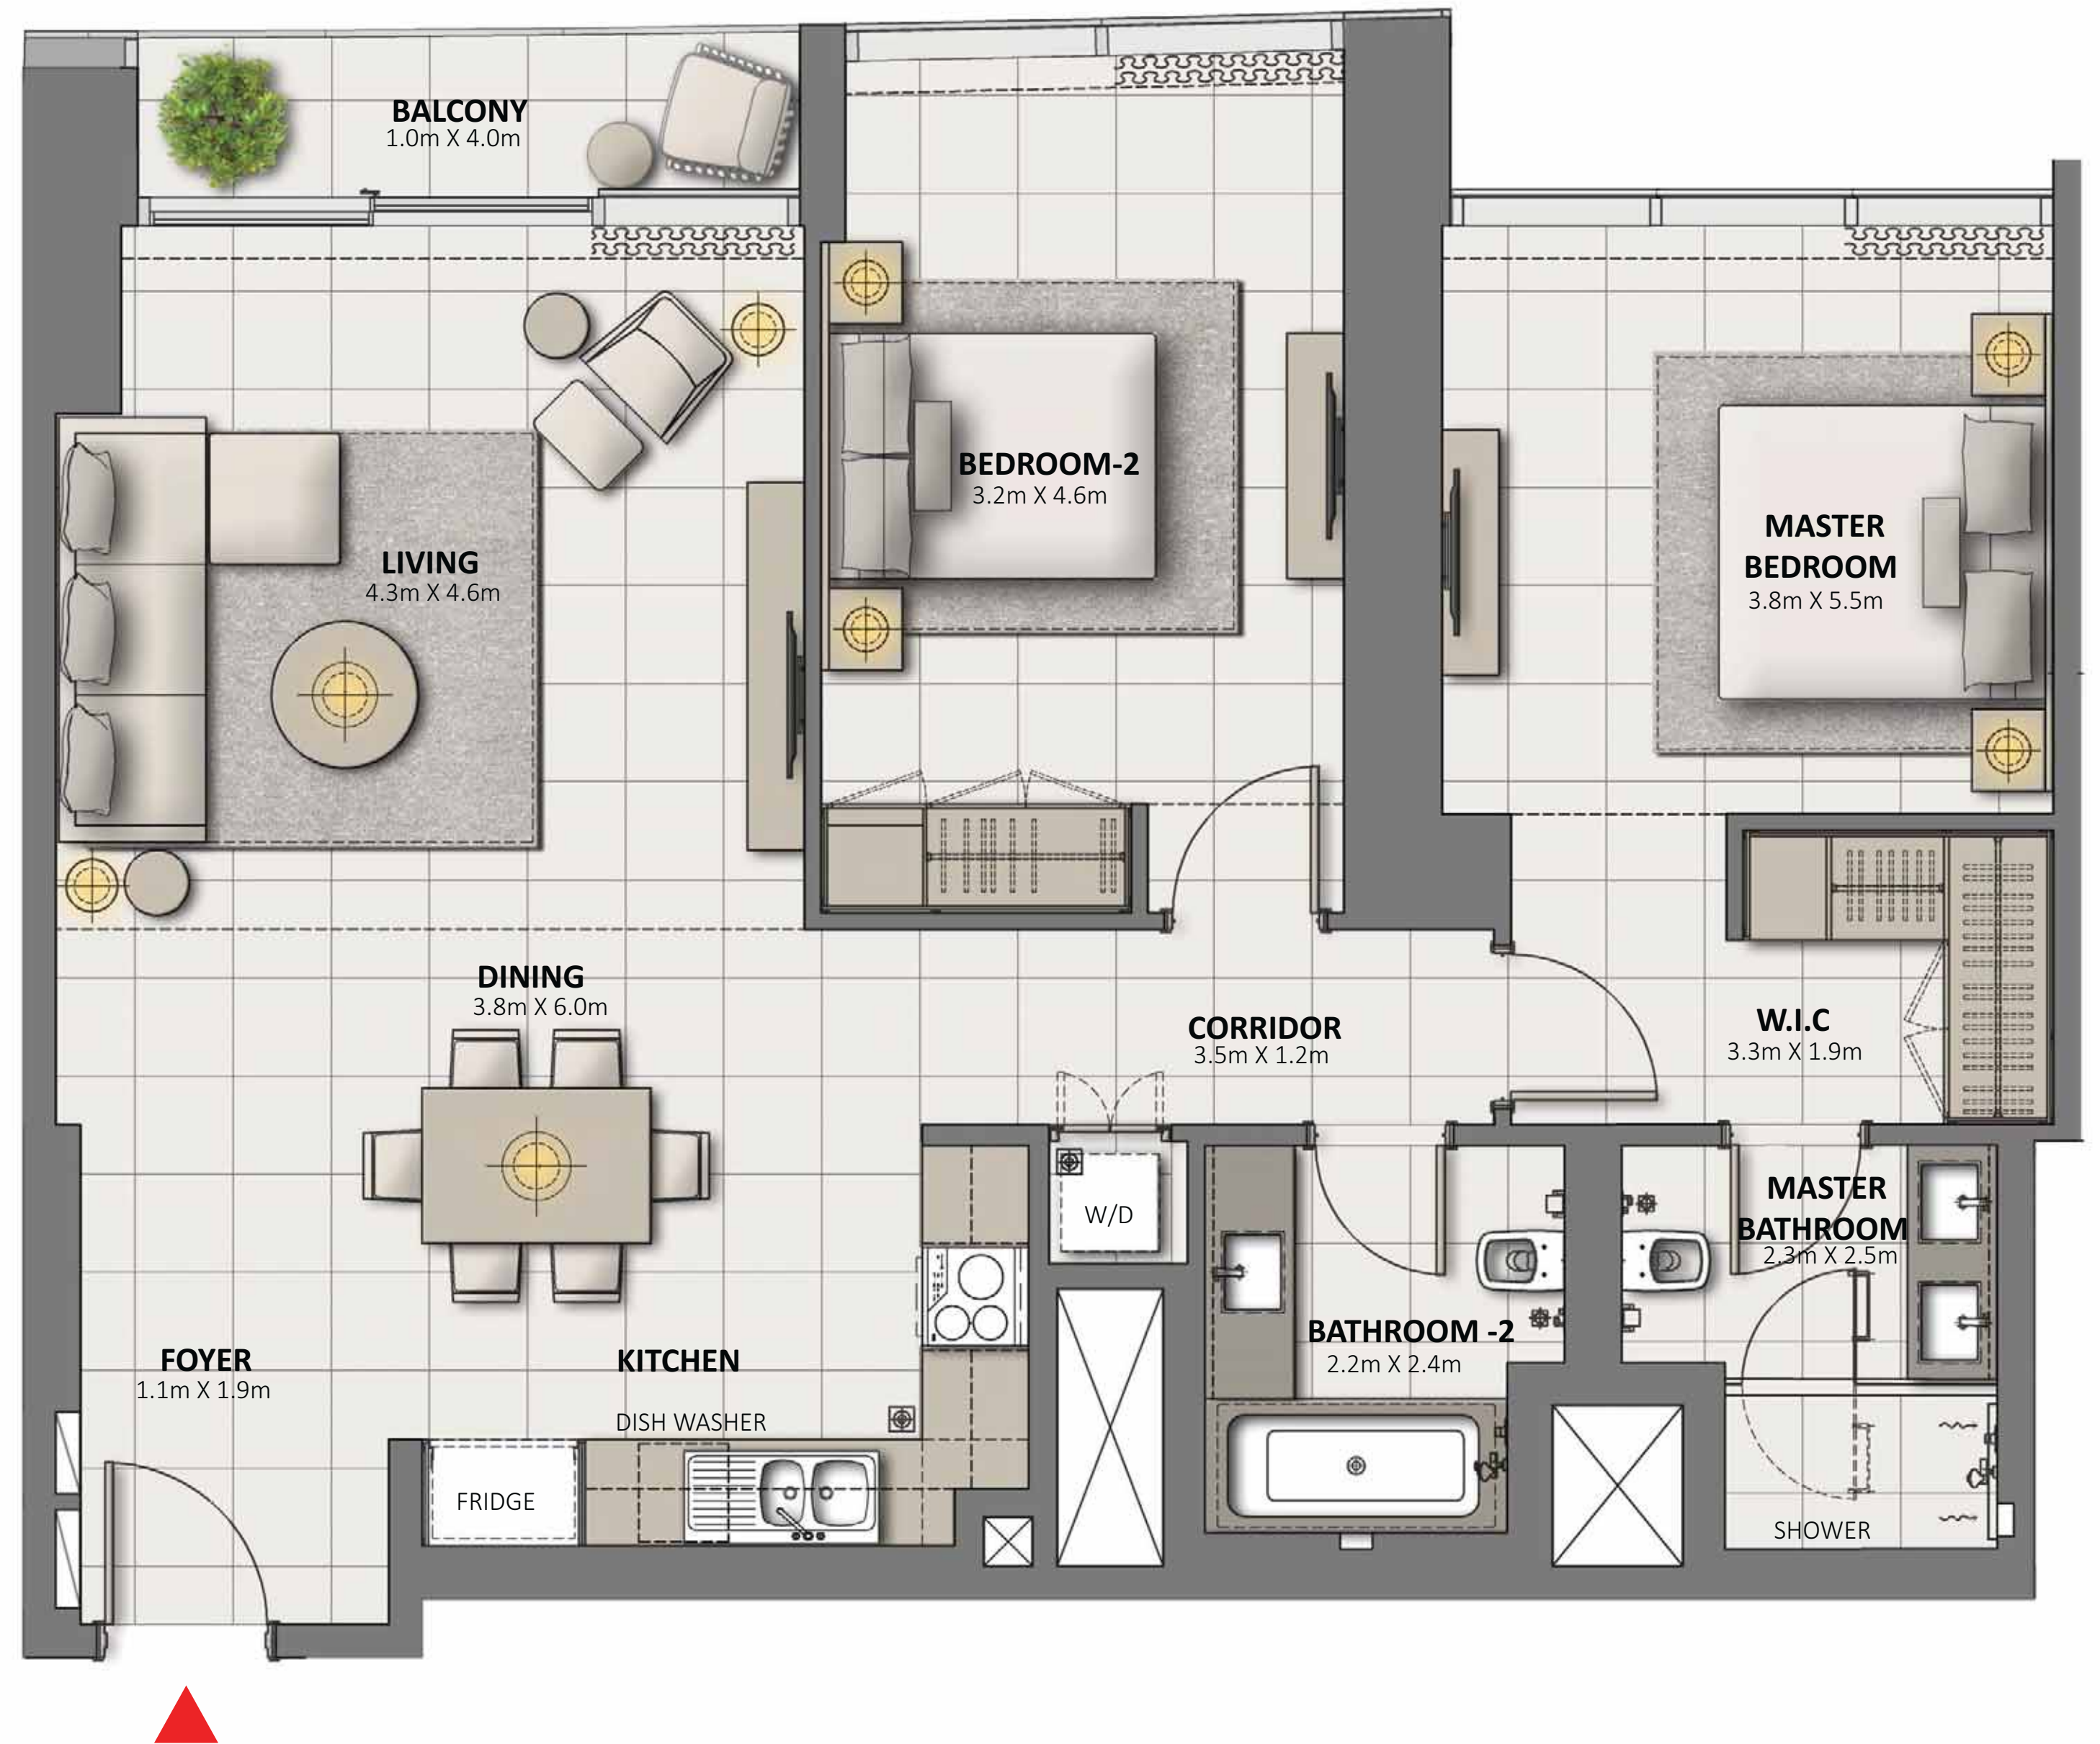 BALCONY
1.0m X 4.0m
BEDROOM-2
3.2m X 4.6m
MASTER
BEDROOM
3.8m X 5.5m
LIVING
4.3m X 4.6m
DINING
3.8m X 6.0m
CORRIDOR
3.5m X 1.2m
W.I.C
3.3m X 1.9m
W/D
MASTER
BATHROOM
2.3m X 2.5m
BATHROOM -2
2.2m X 2.4m
FOYER
1.1m X 1.9m
KITCHEN
DISH WASHER
FRIDGE
SHOWER